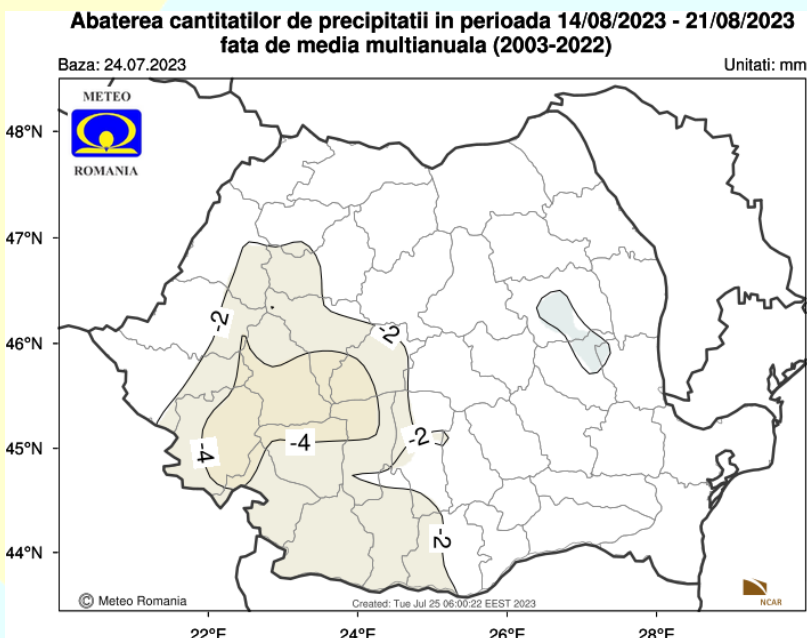 Abaterea cantitatilor de precipitatii in perioada 14/08/2023 - 21/08/2023
fata de media multianuala (2003-2022)
Baza: 24.07.2023
Unitati: mm
METEO
ROMANIA
48°N
47°N
46°N
45°N
44°N
-2
-2
-2
-4
-4
-2
© Meteo Romania
Created: Tue Jul 25 06:00:22 EEST 2023
NCAR
22°E
24°E
26°E
28°E